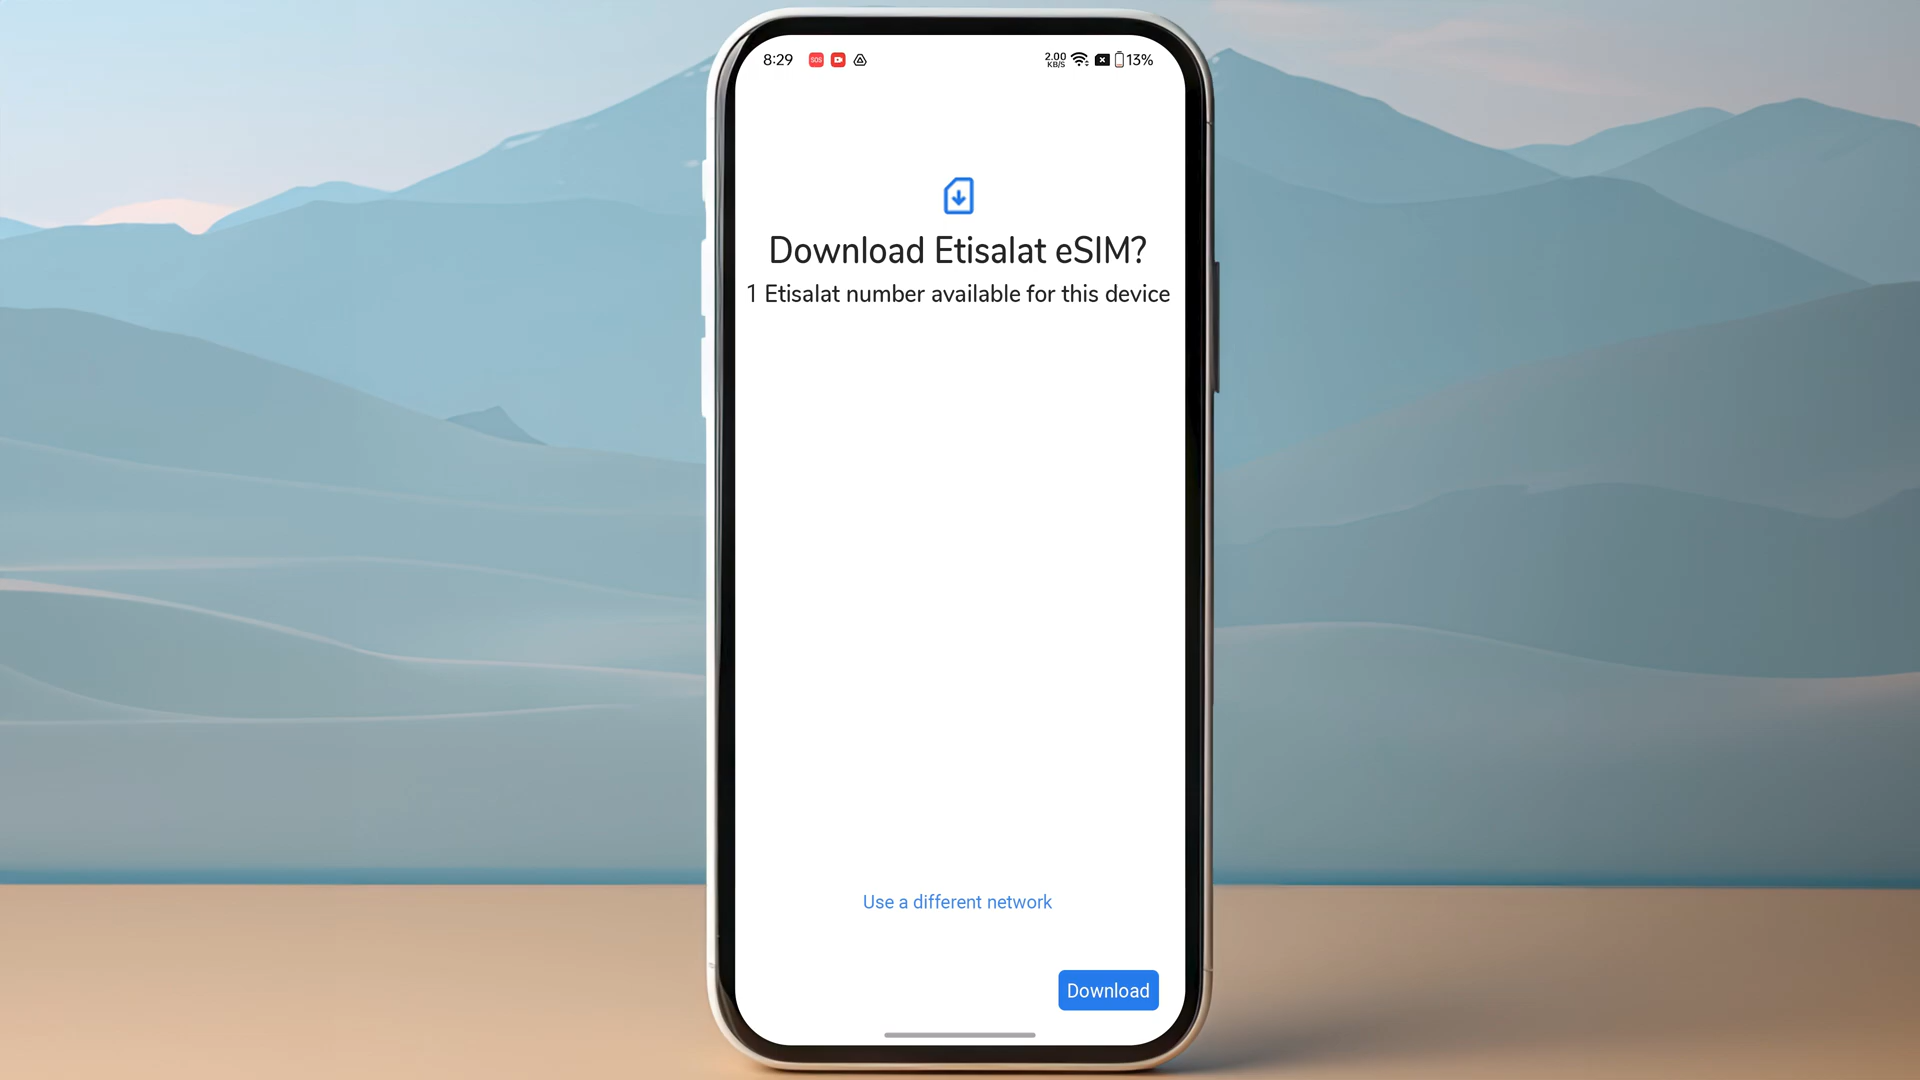 8:29 SOS 2.00 KB/S 13%
Download Etisalat eSIM?
1 Etisalat number available for this device
Use a different network
Download